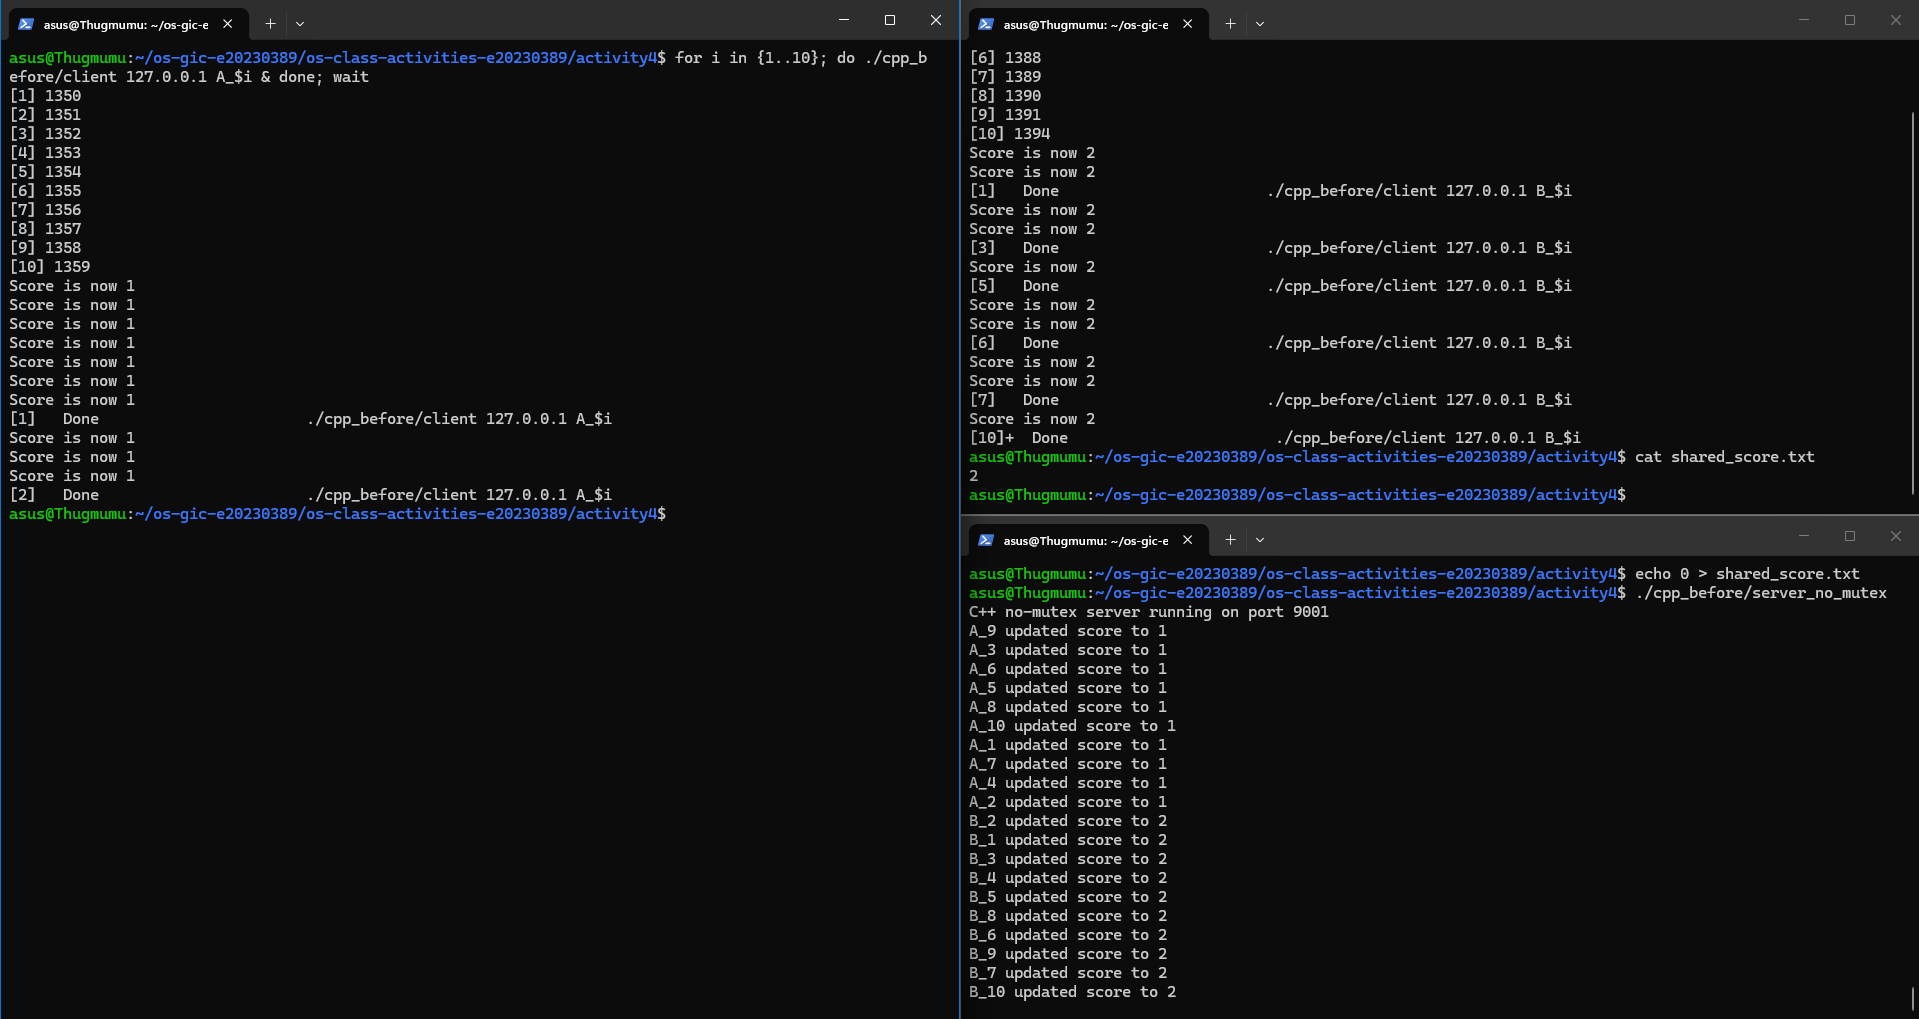 asus@Thugmumu: ~/os-gic-e
asus@Thugmumu:~/os-gic-e20230389/os-class-activities-e20230389/activity4$ for i in {1..10}; do ./cpp_b
efore/client 127.0.0.1 A_$i & done; wait
[1] 1350
[2] 1351
[3] 1352
[4] 1353
[5] 1354
[6] 1355
[7] 1356
[8] 1357
[9] 1358
[10] 1359
Score is now 1
Score is now 1
Score is now 1
Score is now 1
Score is now 1
Score is now 1
Score is now 1
[1]   Done                       ./cpp_before/client 127.0.0.1 A_$i
Score is now 1
Score is now 1
Score is now 1
[2]   Done                       ./cpp_before/client 127.0.0.1 A_$i
asus@Thugmumu:~/os-gic-e20230389/os-class-activities-e20230389/activity4$
asus@Thugmumu: ~/os-gic-e
[6] 1388
[7] 1389
[8] 1390
[9] 1391
[10] 1394
Score is now 2
Score is now 2
[1]   Done                       ./cpp_before/client 127.0.0.1 B_$i
Score is now 2
Score is now 2
[3]   Done                       ./cpp_before/client 127.0.0.1 B_$i
Score is now 2
[5]   Done                       ./cpp_before/client 127.0.0.1 B_$i
Score is now 2
Score is now 2
[6]   Done                       ./cpp_before/client 127.0.0.1 B_$i
Score is now 2
Score is now 2
[7]   Done                       ./cpp_before/client 127.0.0.1 B_$i
Score is now 2
[10]+  Done                       ./cpp_before/client 127.0.0.1 B_$i
asus@Thugmumu:~/os-gic-e20230389/os-class-activities-e20230389/activity4$ cat shared_score.txt
2
asus@Thugmumu:~/os-gic-e20230389/os-class-activities-e20230389/activity4$
asus@Thugmumu: ~/os-gic-e
asus@Thugmumu:~/os-gic-e20230389/os-class-activities-e20230389/activity4$ echo 0 > shared_score.txt
asus@Thugmumu:~/os-gic-e20230389/os-class-activities-e20230389/activity4$ ./cpp_before/server_no_mutex
C++ no-mutex server running on port 9001
A_9 updated score to 1
A_3 updated score to 1
A_6 updated score to 1
A_5 updated score to 1
A_8 updated score to 1
A_10 updated score to 1
A_1 updated score to 1
A_7 updated score to 1
A_4 updated score to 1
A_2 updated score to 1
B_2 updated score to 2
B_1 updated score to 2
B_3 updated score to 2
B_4 updated score to 2
B_5 updated score to 2
B_8 updated score to 2
B_6 updated score to 2
B_9 updated score to 2
B_7 updated score to 2
B_10 updated score to 2